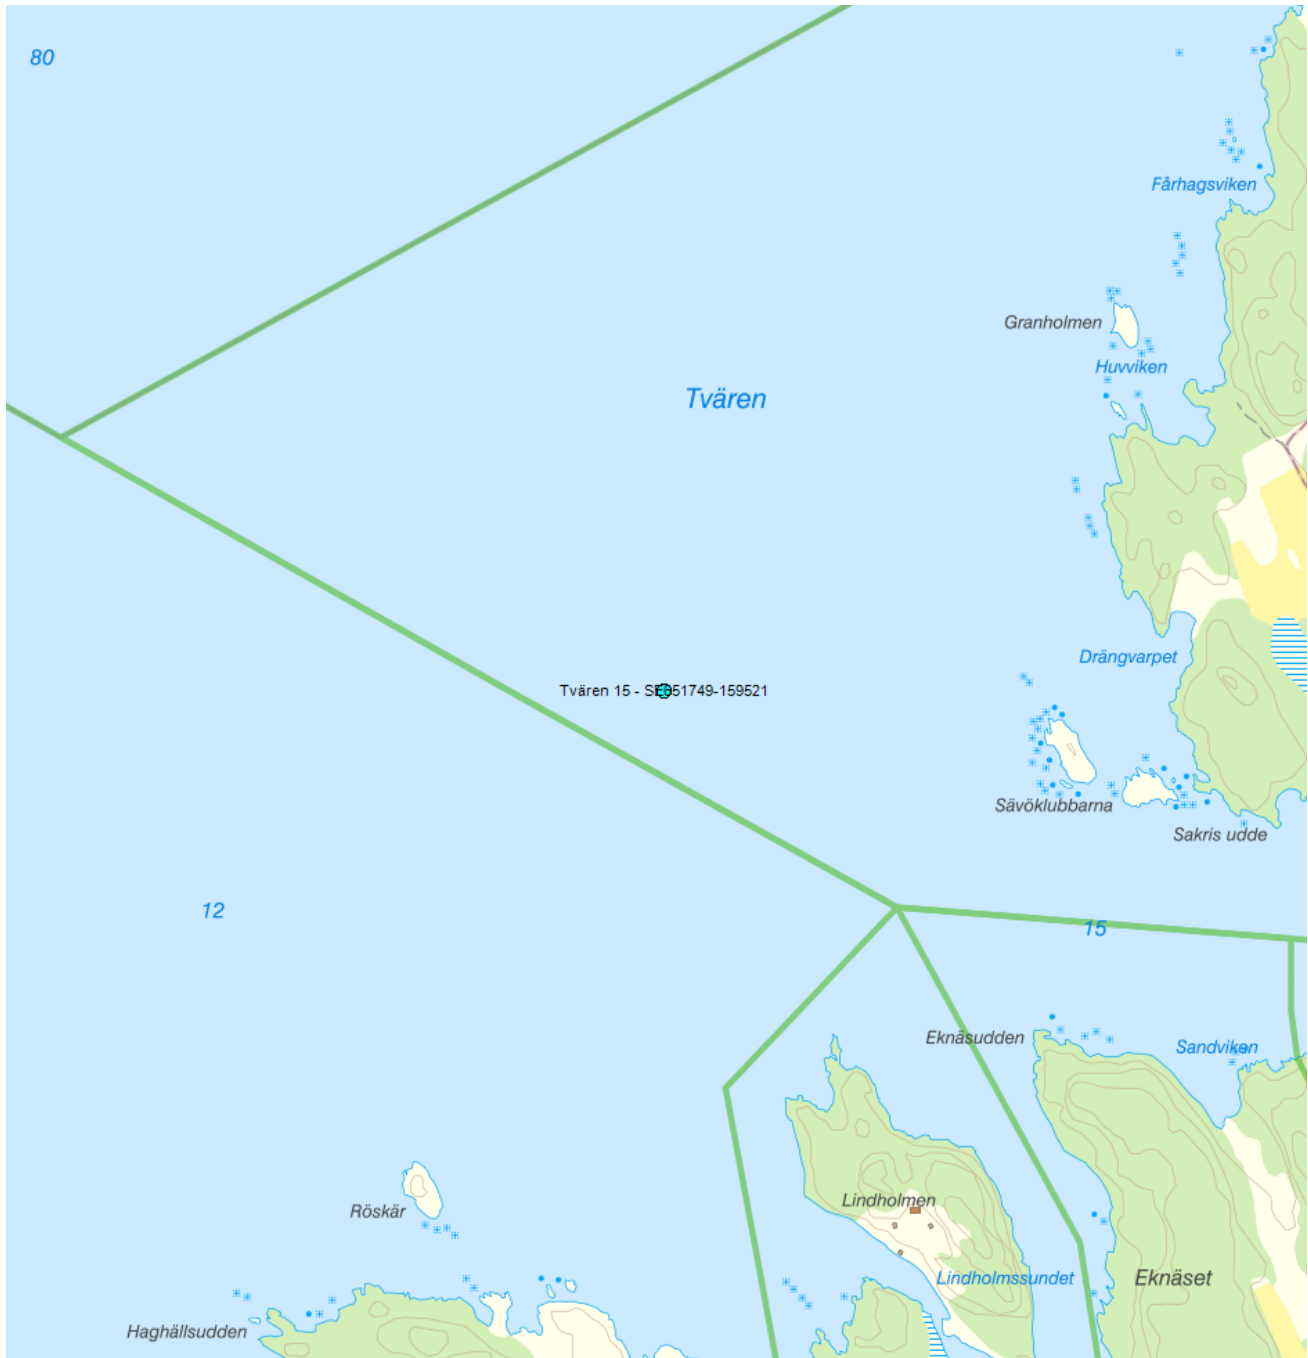 80
Fårhagsviken
Granholmen
Huvviken
Tvären
Drängvarpet
Tvären 15 - SE651749-159521
Sävöklubbarna
Sakris udde
12
15
Eknäsudden
Sandviken
Röskär
Lindholmen
Lindholmssundet
Eknäset
Haghällsudden